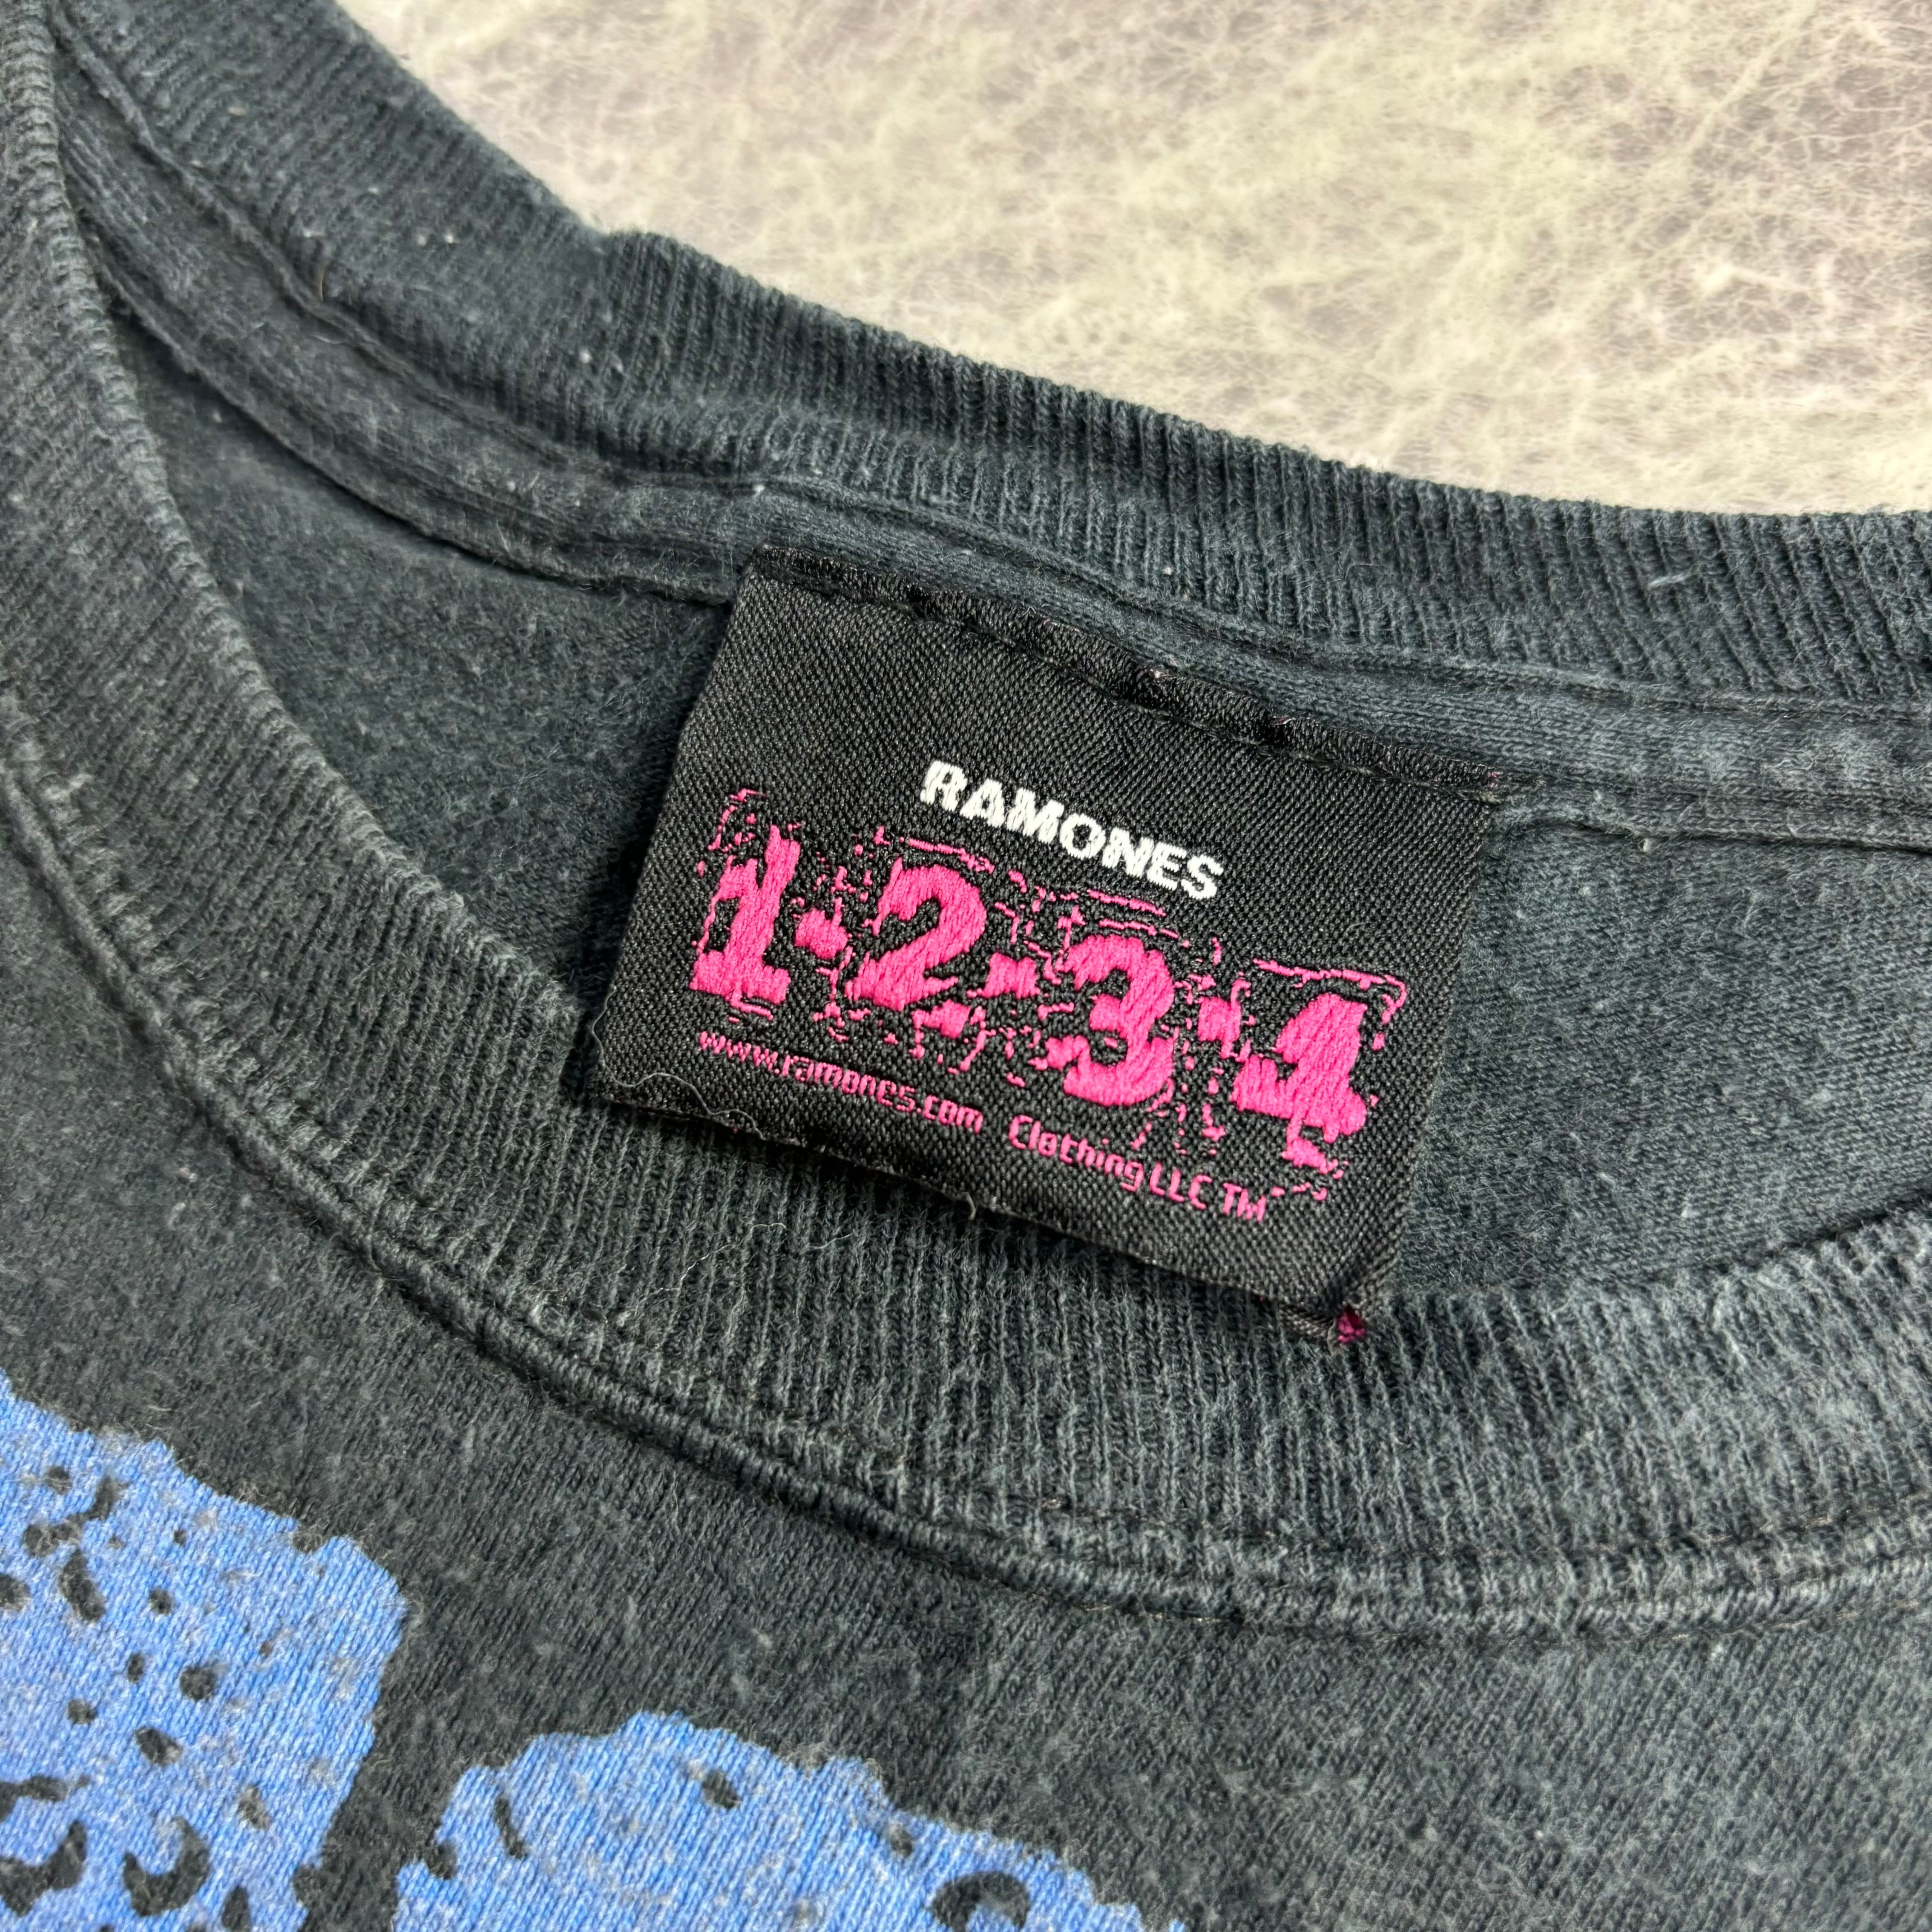 RAMONES
1-2-3-4
www.ramones.com Clothing LLC TM